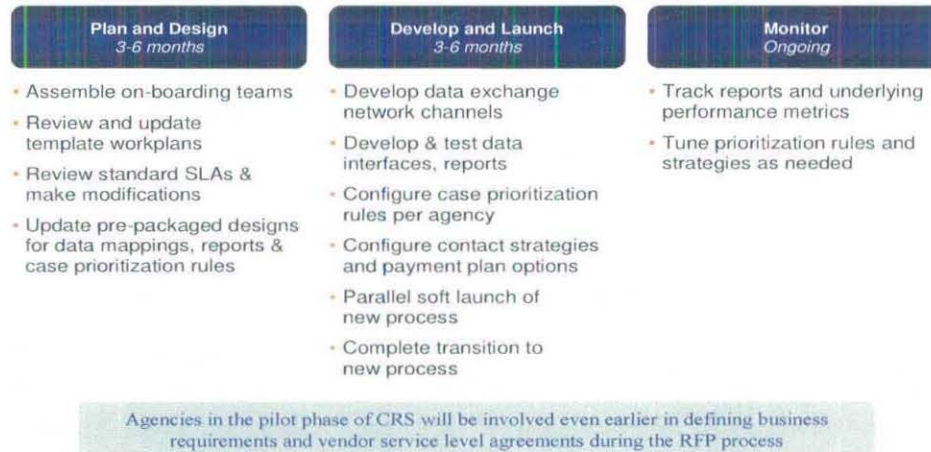 Plan and Design
3-6 months
• Assemble on-boarding teams
• Review and update
template workplans
• Review standard SLAs &
make modifications
• Update pre-packaged designs
for data mappings, reports &
case prioritization rules
Develop and Launch
3-6 months
• Develop data exchange
network channels
• Develop & test data
interfaces, reports
• Configure case prioritization
rules per agency
• Configure contact strategies
and payment plan options
• Parallel soft launch of
new process
• Complete transition to
new process
Monitor
Ongoing
• Track reports and underlying
performance metrics
• Tune prioritization rules and
strategies as needed
Agencies in the pilot phase of CRS will be involved even earlier in defining business
requirements and vendor service level agreements during the RFP process